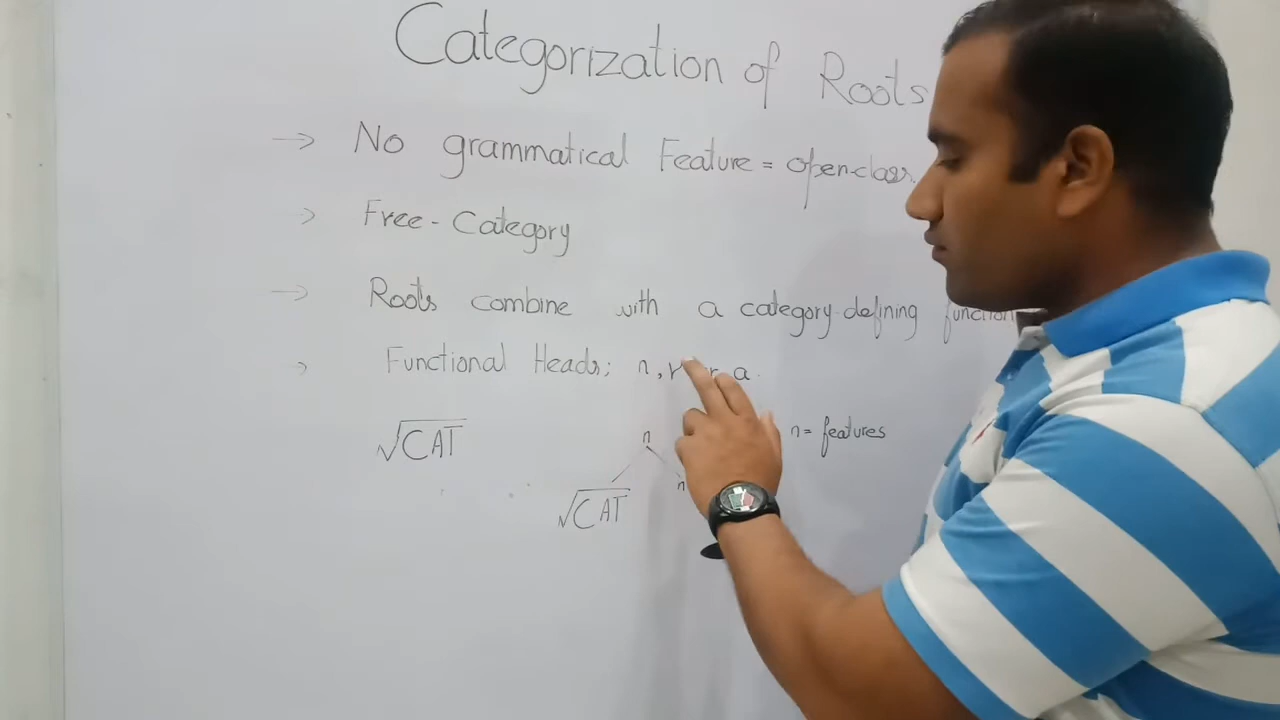 Categorization of Roots
→ No grammatical Feature = open-class.
→ Free-Category
→ Roots combine with a category-defining function
→ Functional Heads; n, a.
√CAT
n
n = features
√CAT
n